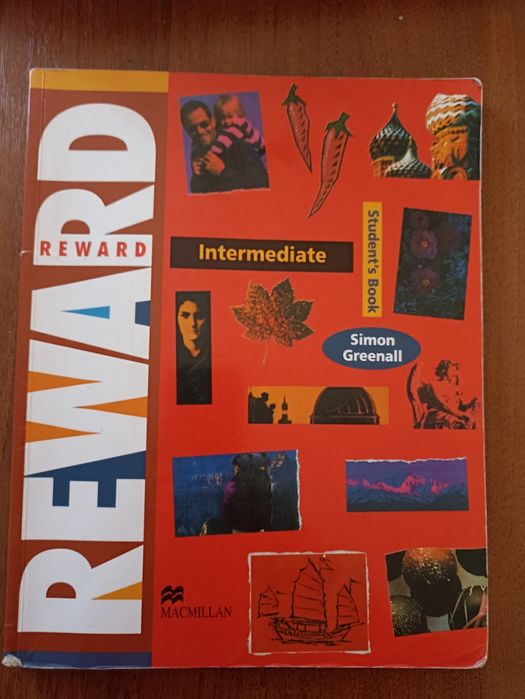 REWARD
REWARD
Intermediate
Student's Book
Simon
Greenall
MACMILLAN